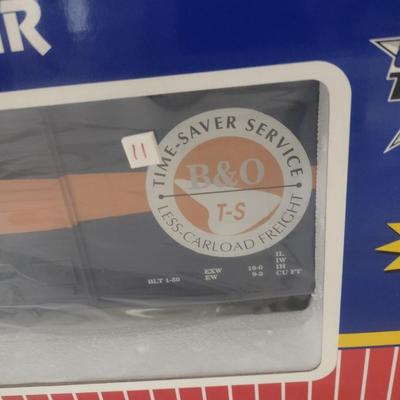 11
TIME-SAVER SERVICE
B&O
T-S
LESS-CARLOAD FREIGHT
IL
IW
EXW 10-0 IH
BLT 1-50 EW 9-2 CU FT